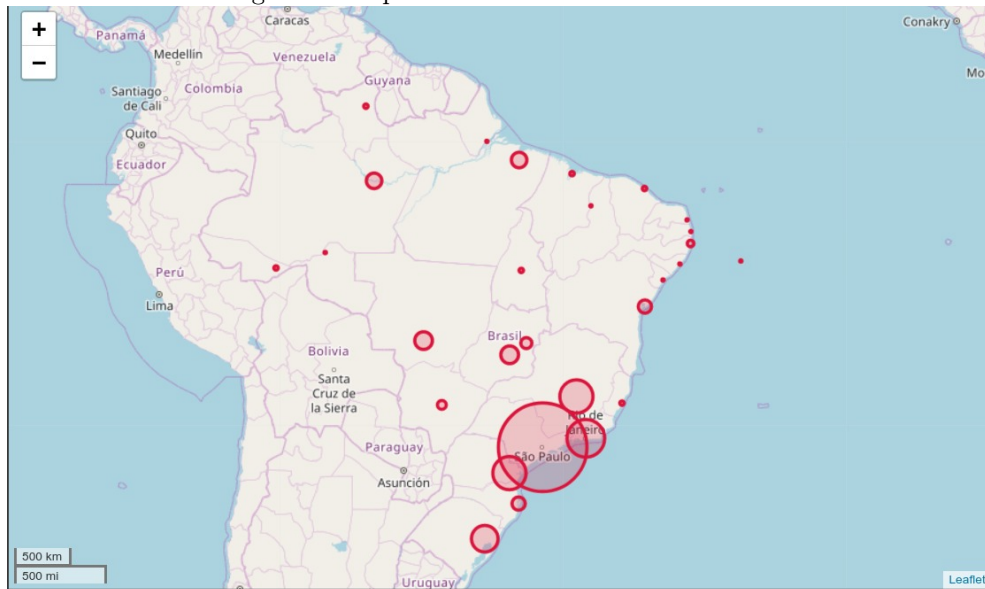 Caracas
+
−
Panamá
Conakry
Medellín
Venezuela
Guyana
Mo
Santiago
de Cali
Colombia
Quito
Ecuador
Perú
Lima
Brasil
Bolivia
Santa
Cruz de
la Sierra
Rio de
Janeiro
São Paulo
Paraguay
Asunción
500 km
500 mi
Uruguay
Leaflet